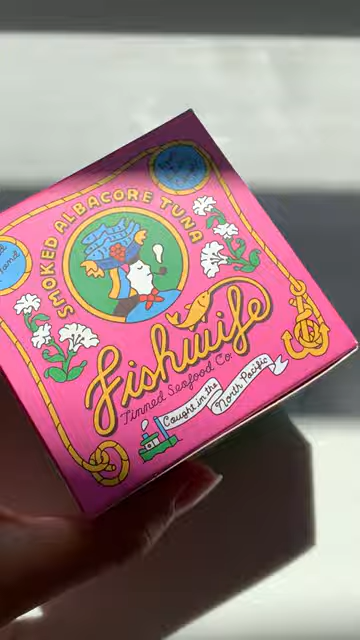 SMOKED ALBACORE TUNA
Fishwife
Tinned Seafood Co.
Caught in the
North Pacific